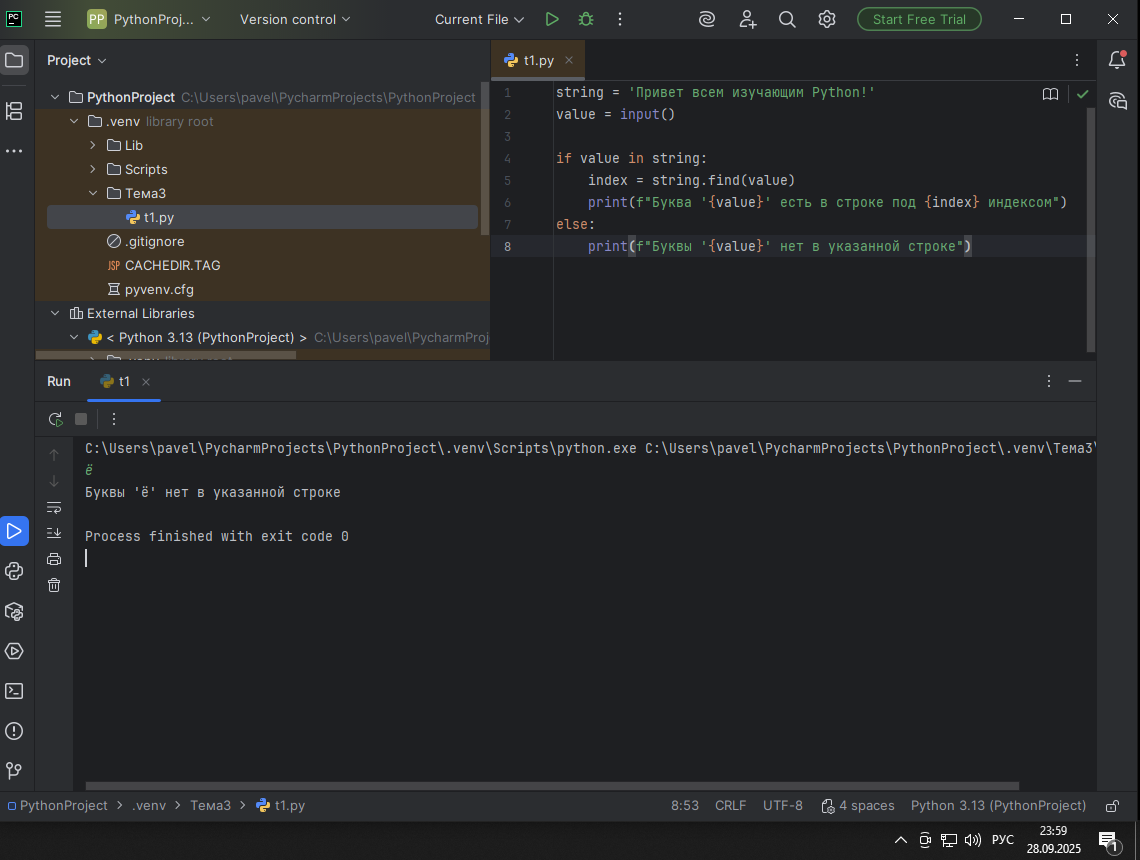 PC
PP PythonProj... Version control Current File Start Free Trial
Project
PythonProject C:\Users\pavel\PycharmProjects\PythonProject
.venv library root
Lib
Scripts
Тема3
t1.py
.gitignore
JSP CACHEDIR.TAG
pyvenv.cfg
External Libraries
< Python 3.13 (PythonProject) > C:\Users\pavel\PycharmProj
t1.py
1 string = 'Привет всем изучающим Python!'
2 value = input()
3
4 if value in string:
5 index = string.find(value)
6 print(f"Буква '{value}' есть в строке под {index} индексом")
7 else:
8 print(f"Буквы '{value}' нет в указанной строке")
Run t1
C:\Users\pavel\PycharmProjects\PythonProject\.venv\Scripts\python.exe C:\Users\pavel\PycharmProjects\PythonProject\.venv\Тема3\
ё
Буквы 'ё' нет в указанной строке
Process finished with exit code 0
PythonProject > .venv > Тема3 > t1.py 8:53 CRLF UTF-8 4 spaces Python 3.13 (PythonProject)
РУС 23:59
28.09.2025
1